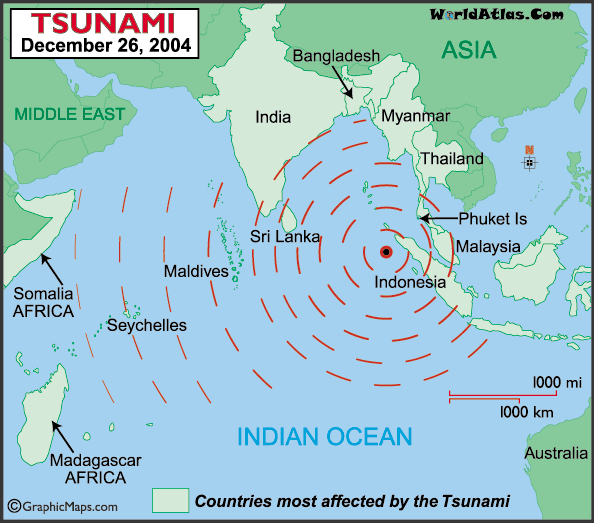 TSUNAMI
December 26, 2004
WorldAtlas.Com
ASIA
Bangladesh
MIDDLE EAST
India
Myanmar
Thailand
N
Phuket Is
Sri Lanka
Malaysia
Maldives
Indonesia
Somalia
AFRICA
Seychelles
1000 mi
1000 km
INDIAN OCEAN
Australia
Madagascar
AFRICA
Countries most affected by the Tsunami
©GraphicMaps.com